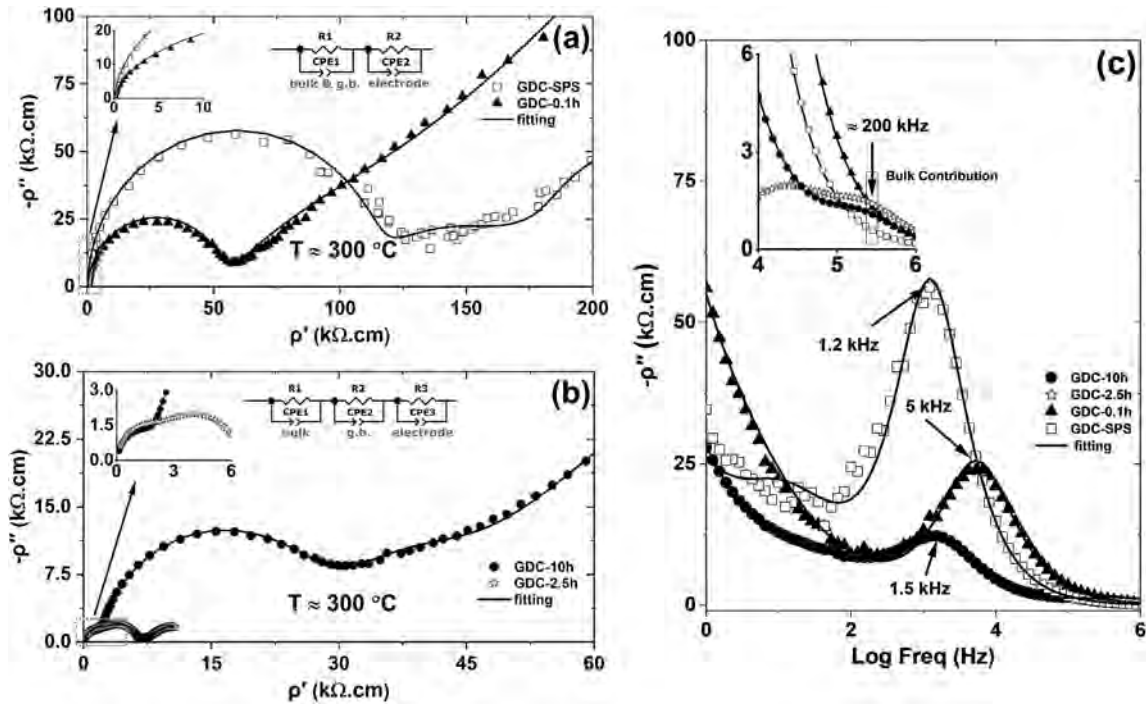 100
75
50
25
0
-ρ" (kΩ.cm)
20
10
0
0 5 10
R1 R2
CPE1 CPE2
bulk & g.b. electrode
(a)
GDC-SPS
GDC-0.1h
fitting
T ≈ 300 °C
0 25 50 75 100 125 150 175 200
ρ' (kΩ.cm)
30.0
22.5
15.0
7.5
0.0
-ρ" (kΩ.cm)
3.0
1.5
0.0
0 3 6
R1 R2 R3
CPE1 CPE2 CPE3
bulk g.b. electrode
(b)
GDC-10h
GDC-2.5h
fitting
T ≈ 300 °C
0 15 30 45 60
ρ' (kΩ.cm)
100
75
50
25
0
-ρ" (kΩ.cm)
(c)
6
3
0
4 5 6
≈ 200 kHz
Bulk Contribution
1.2 kHz
5 kHz
1.5 kHz
GDC-10h
GDC-2.5h
GDC-0.1h
GDC-SPS
fitting
0 2 4 6
Log Freq (Hz)